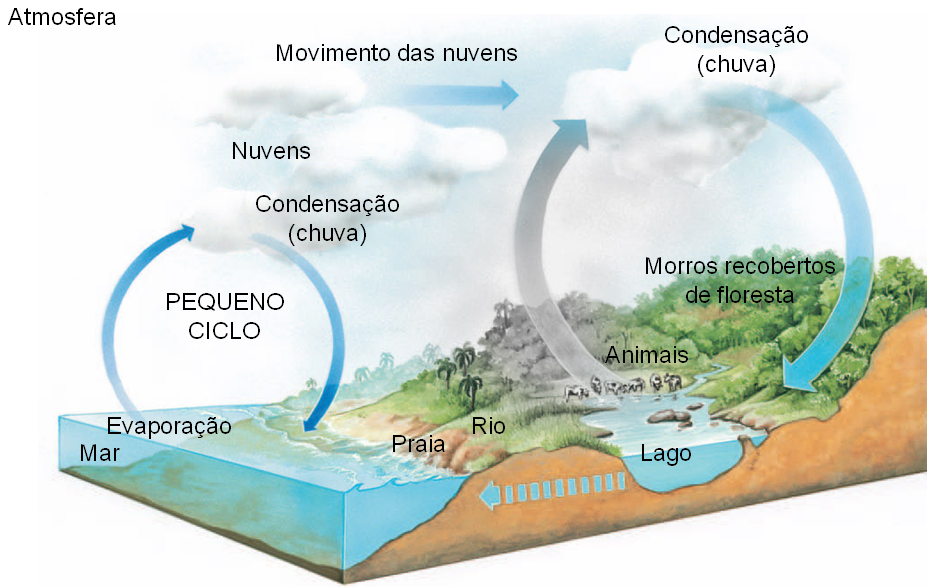 Atmosfera
Movimento das nuvens
Condensação
(chuva)
Nuvens
Condensação
(chuva)
PEQUENO
CICLO
Morros recobertos
de floresta
Animais
Evaporação
Mar
Praia
Rio
Lago